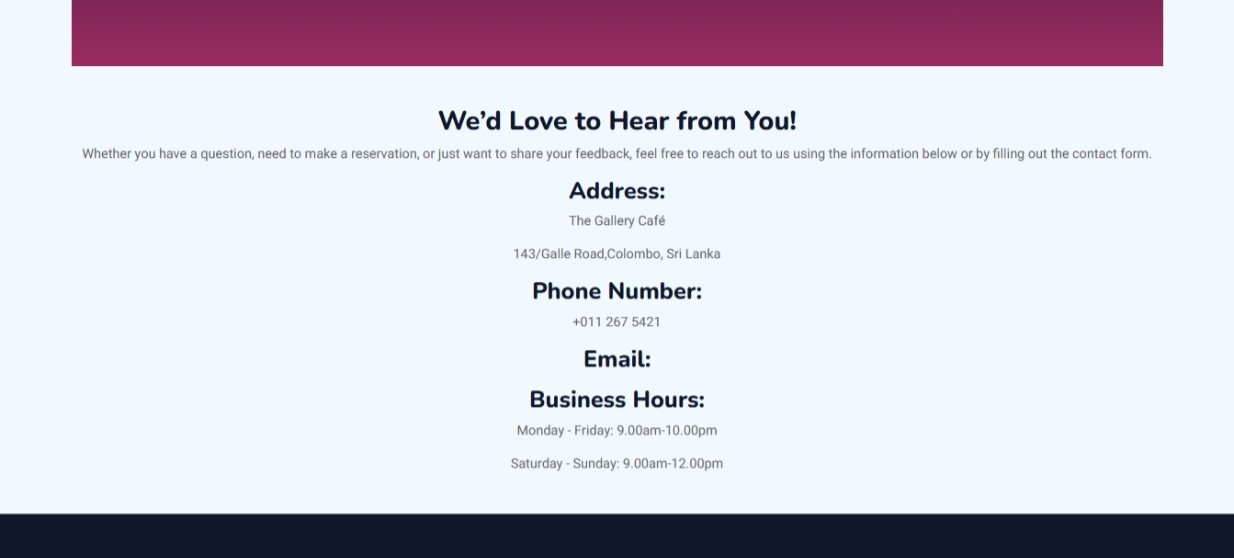 We'd Love to Hear from You!
Whether you have a question, need to make a reservation, or just want to share your feedback, feel free to reach out to us using the information below or by filling out the contact form.
Address:
The Gallery Café
143/Galle Road,Colombo, Sri Lanka
Phone Number:
+011 267 5421
Email:
Business Hours:
Monday - Friday: 9.00am-10.00pm
Saturday - Sunday: 9.00am-12.00pm